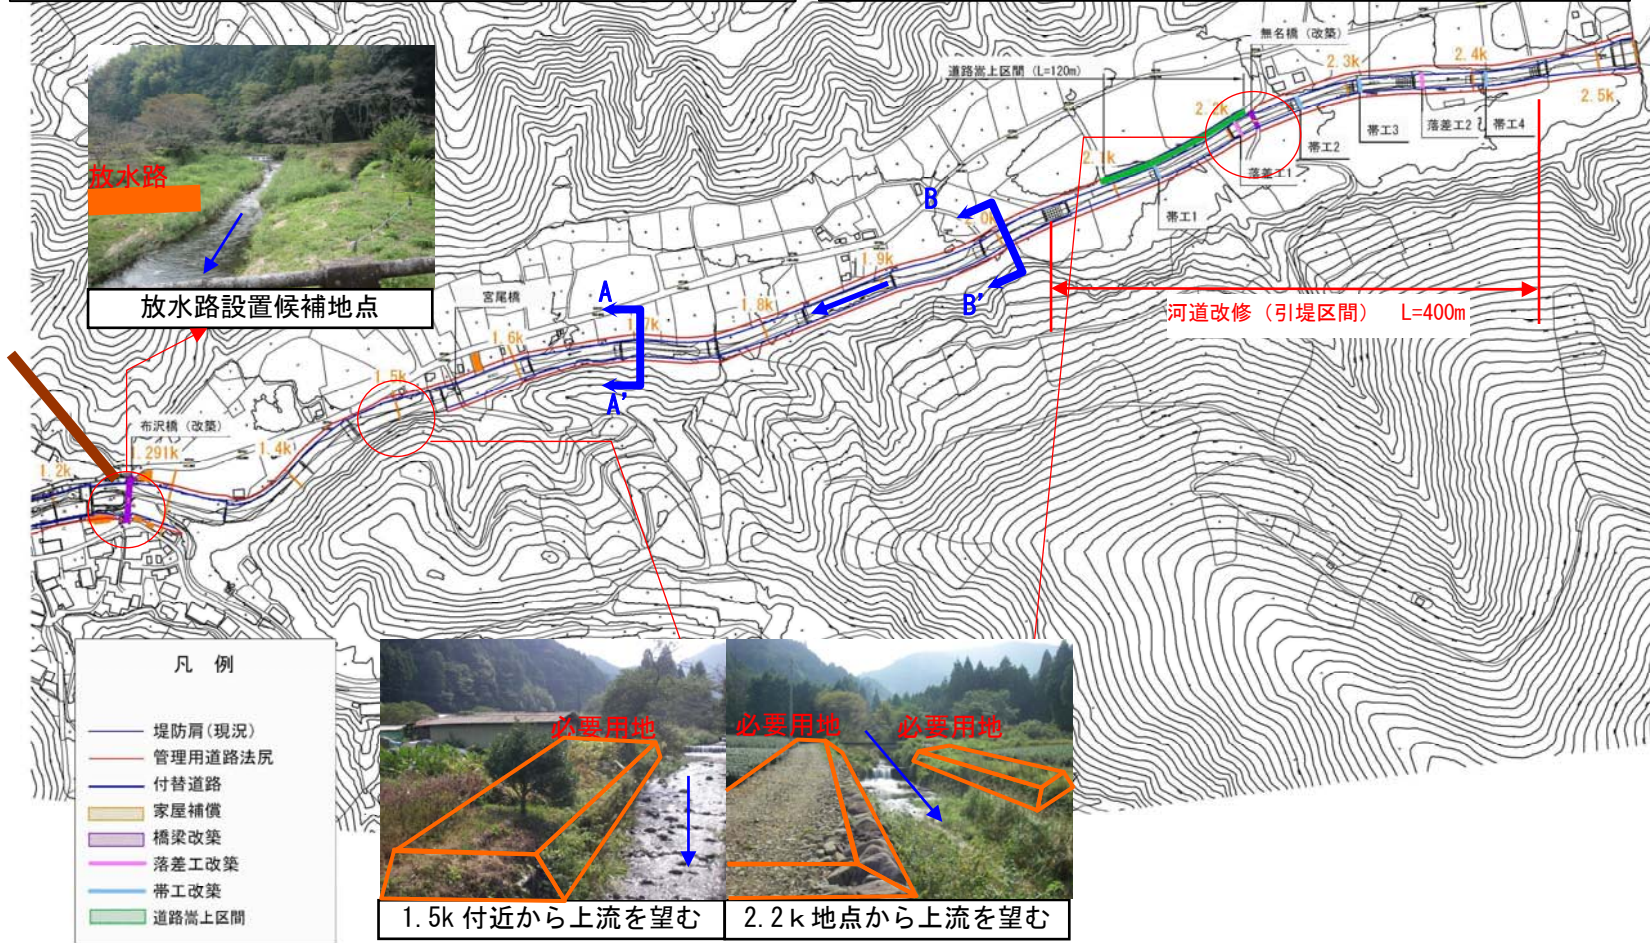 放水路
放水路設置候補地点
無名橋（改築）
道路嵩上区間（L=120m）
2.3k
2.4k
2.5k
2.2k
帯工3
落差工2
帯工4
帯工2
落差工1
2.1k
帯工1
B
B'
河道改修（引堤区間） L=400m
1.9k
1.8k
宮尾橋
A
A'
1.6k
1.5k
布沢橋（改築）
1.4k
1.291k
1.2k
凡 例
堤防肩(現況)
管理用道路法尻
付替道路
家屋補償
橋梁改築
落差工改築
帯工改築
道路嵩上区間
必要用地
1.5k 付近から上流を望む
必要用地
必要用地
2.2ｋ地点から上流を望む